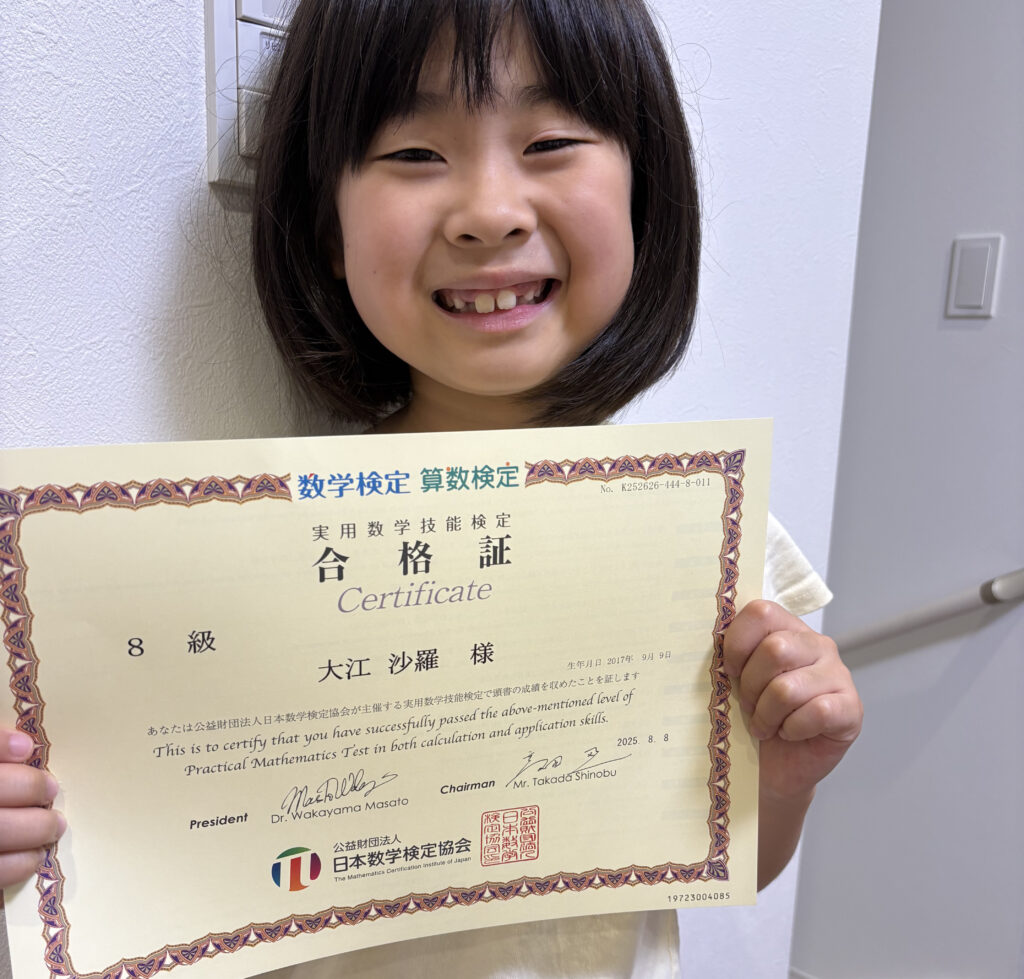 数学検定 算数検定
No. K252626-444-8-011
実用数学技能検定
合格証
Certificate
8 級
大江 沙羅 様
生年月日 2017年 9月 9日
あなたは公益財団法人日本数学検定協会が主催する実用数学技能検定で頭書の成績を収めたことを証します
This is to certify that you have successfully passed the above-mentioned level of
Practical Mathematics Test in both calculation and application skills.
2025. 8. 8
President
Dr. Wakayama Masato
Chairman
Mr. Takada Shinobu
公益財団法人
日本数学検定協会
The Mathematics Certification Institute of Japan
19723004085